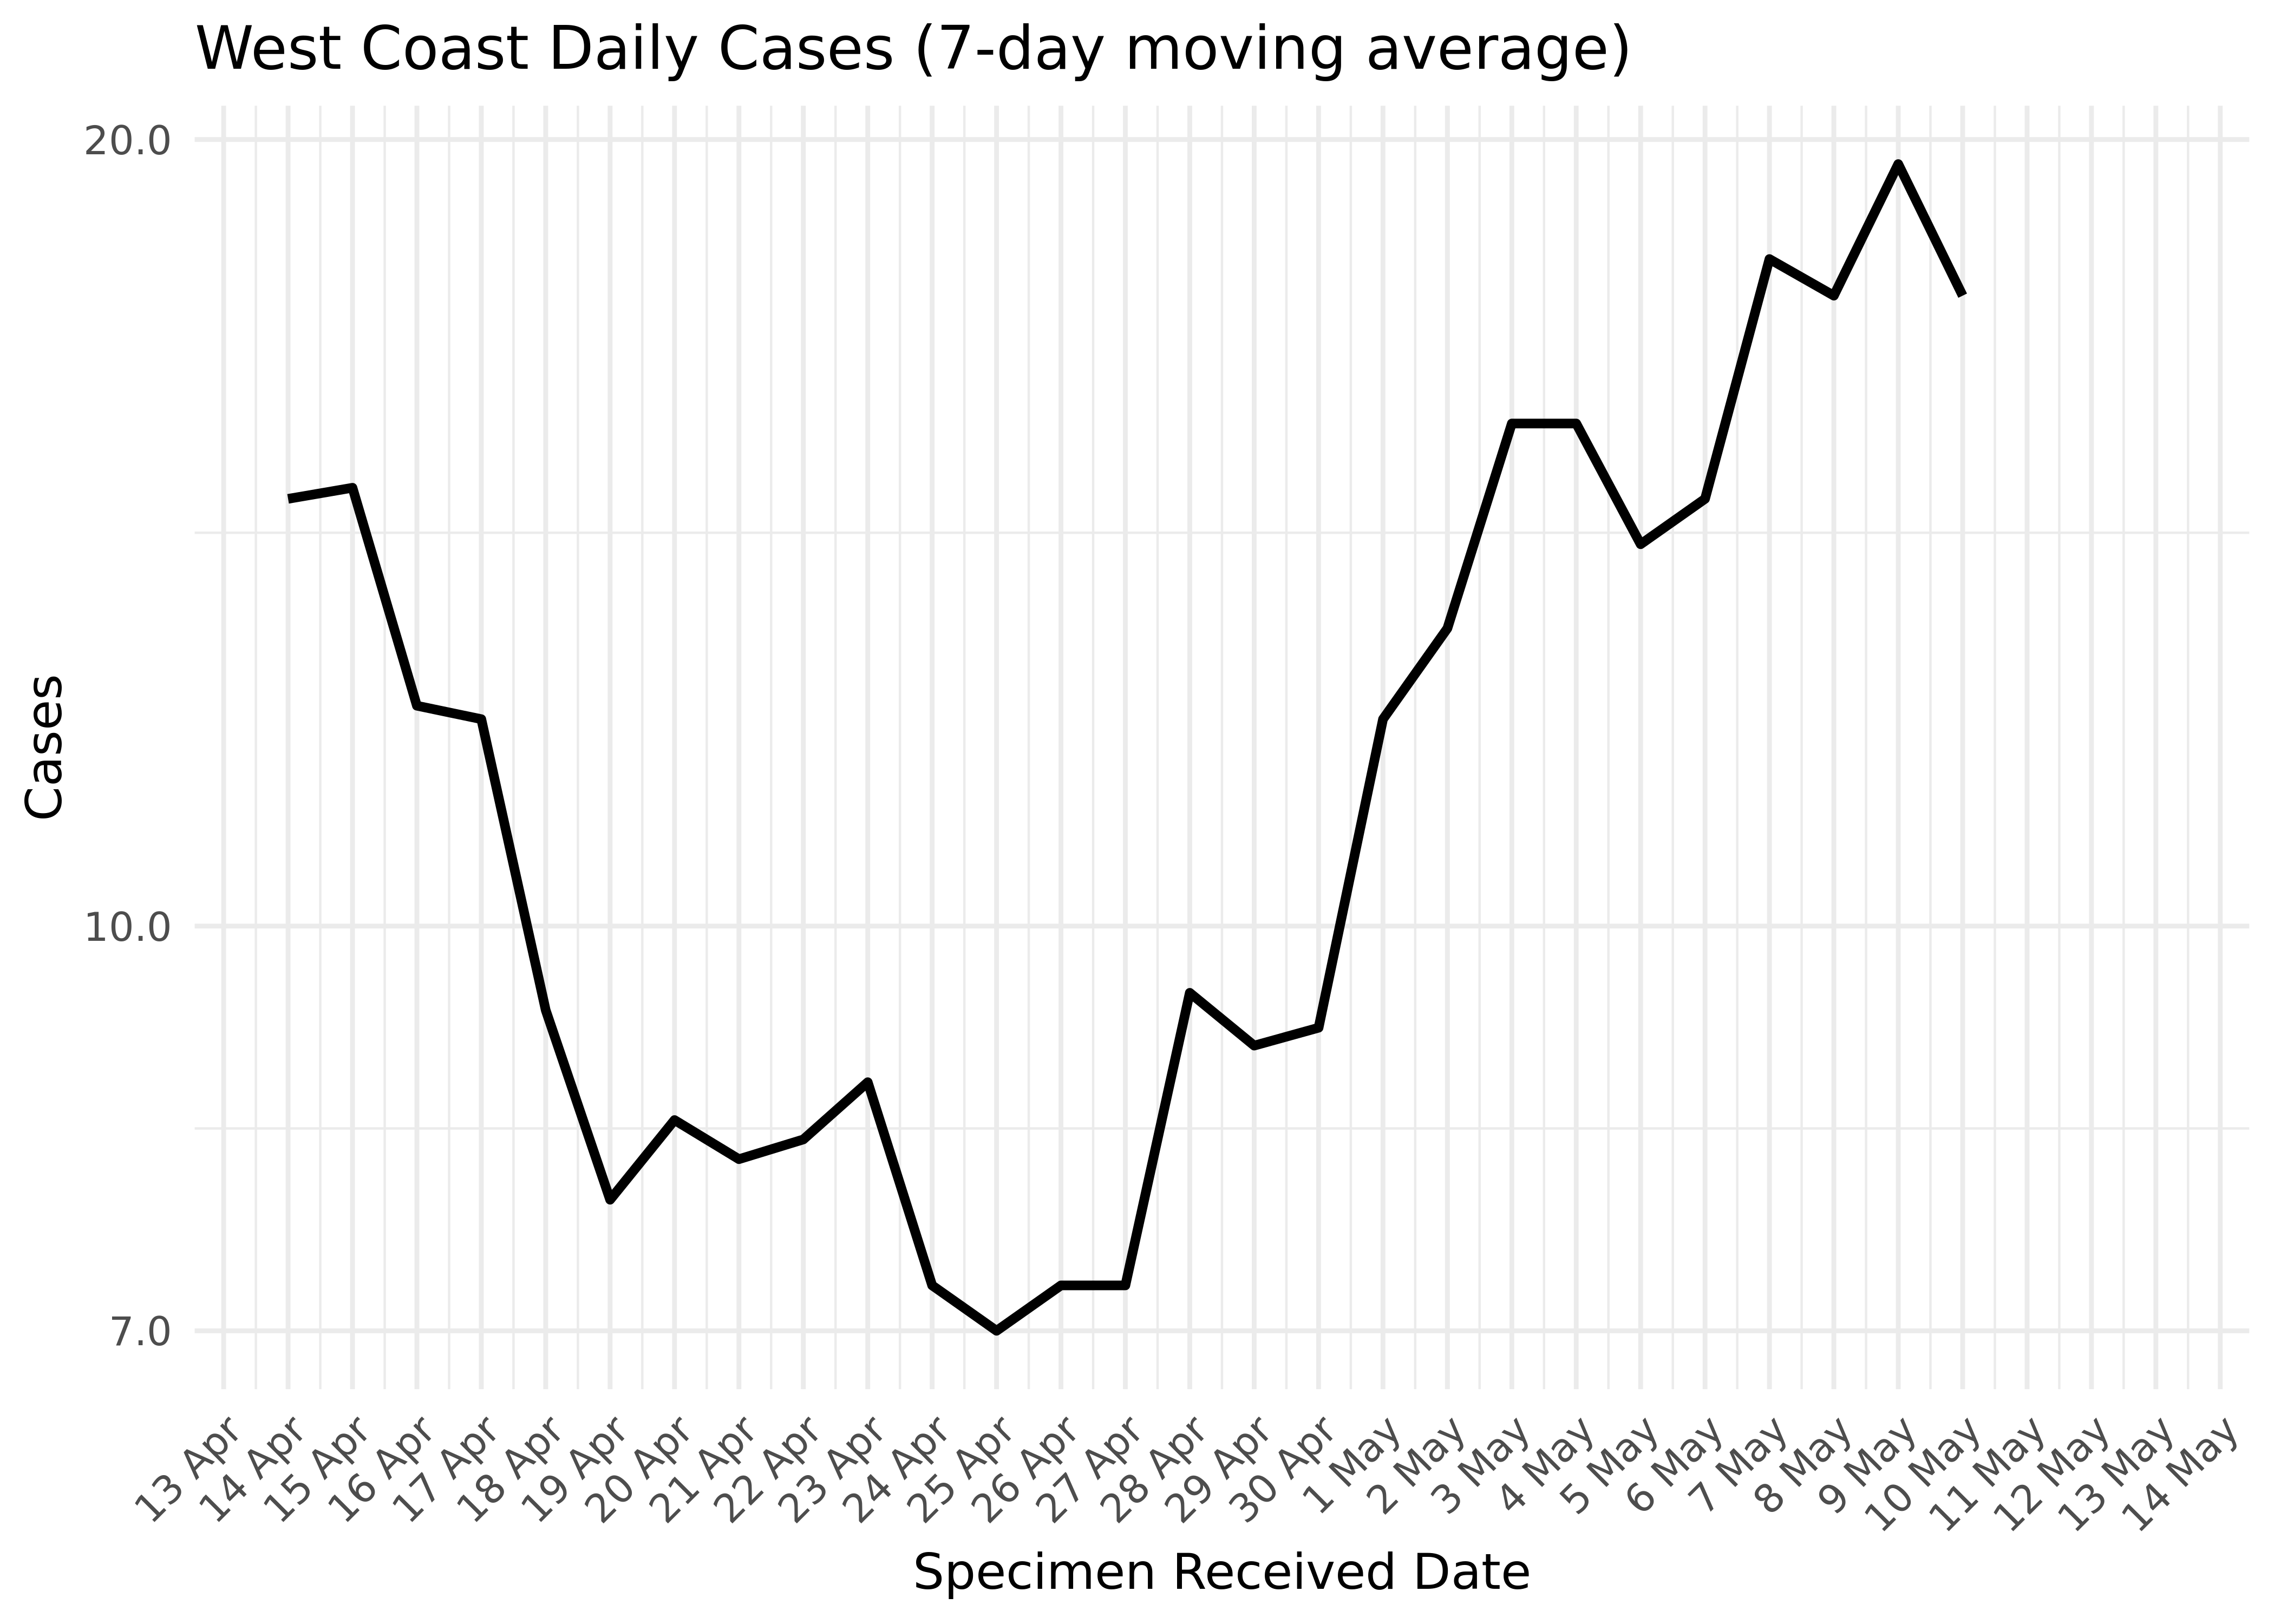 West Coast Daily Cases (7-day moving average)
20.0
10.0
7.0
Cases
13 Apr
14 Apr
15 Apr
16 Apr
17 Apr
18 Apr
19 Apr
20 Apr
21 Apr
22 Apr
23 Apr
24 Apr
25 Apr
26 Apr
27 Apr
28 Apr
29 Apr
30 Apr
1 May
2 May
3 May
4 May
5 May
6 May
7 May
8 May
9 May
10 May
11 May
12 May
13 May
14 May
Specimen Received Date